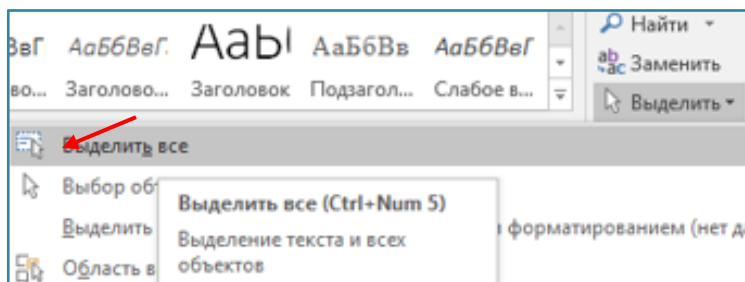 ВвГ АаБбВвГ. АаЫ АаБбВв АаБбВвГ
во... Заголово... Заголовок Подзагол... Слабое в...
Найти
Заменить
Выделить
Выделить все
Выбор об
Выделить все (Ctrl+Num 5)
Выделить форматированием (нет д
Выделение текста и всех
объектов
Область в